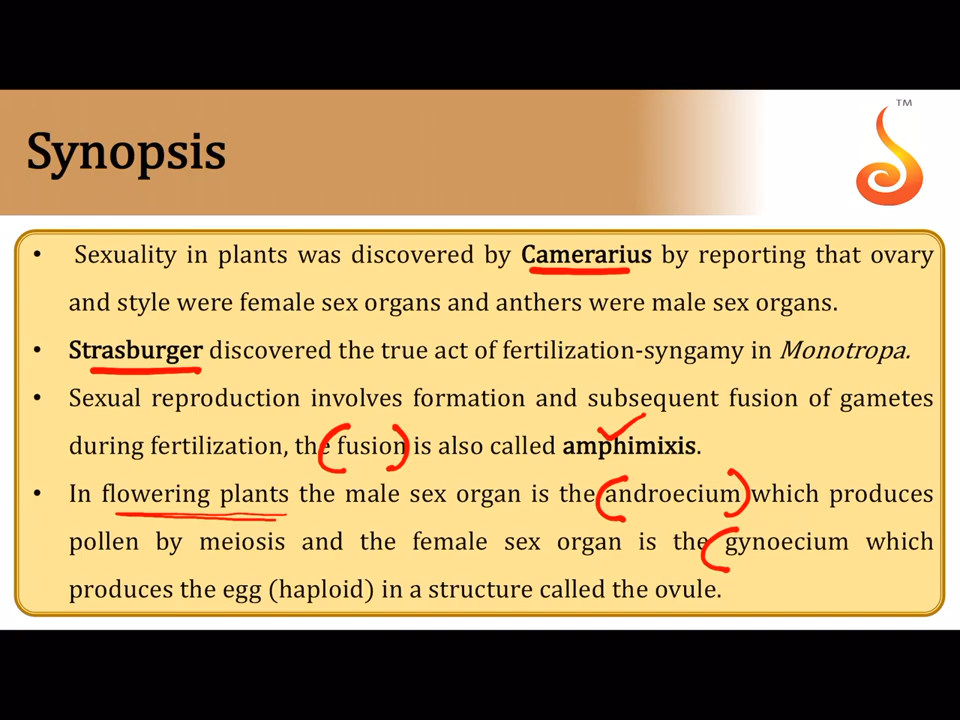 TM
Synopsis
• Sexuality in plants was discovered by Camerarius by reporting that ovary
and style were female sex organs and anthers were male sex organs.
• Strasburger discovered the true act of fertilization-syngamy in Monotropa.
• Sexual reproduction involves formation and subsequent fusion of gametes
during fertilization, the fusion is also called amphimixis.
• In flowering plants the male sex organ is the androecium which produces
pollen by meiosis and the female sex organ is the gynoecium which
produces the egg (haploid) in a structure called the ovule.